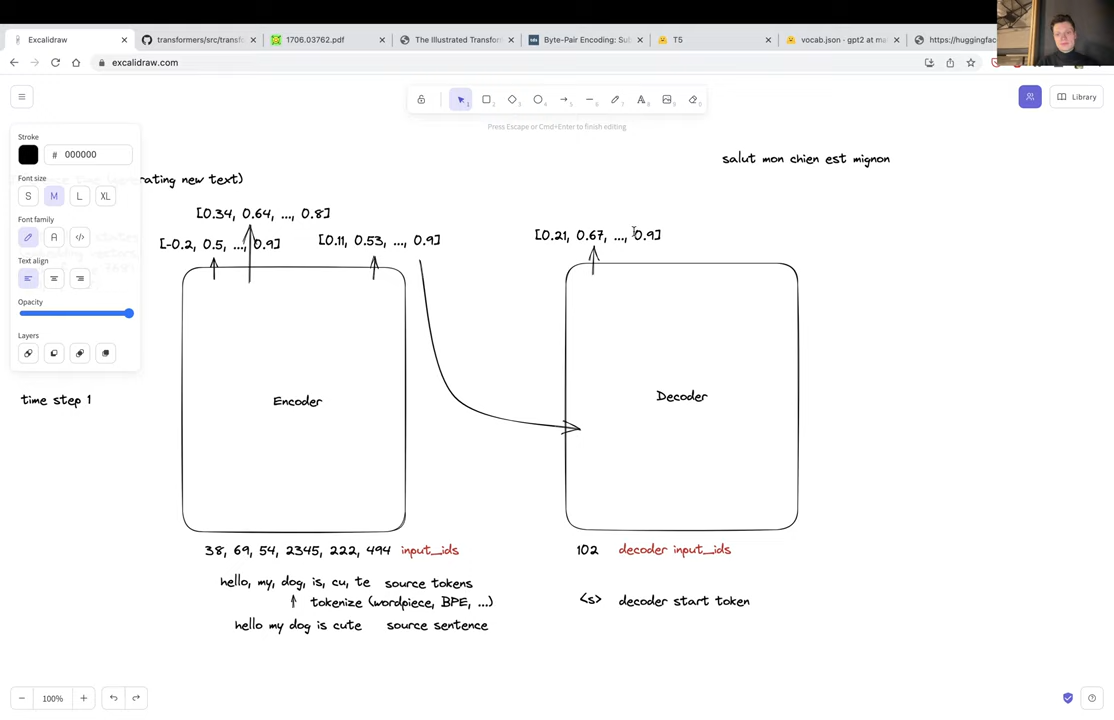 Excalidraw
transformers/src/transf
1706.03762.pdf
The Illustrated Transfor
Byte-Pair Encoding: Sub
T5
vocab.json · gpt2 at ma
https://huggingfac
excalidraw.com
Library
Press Escape or Cmd+Enter to finish editing
Stroke
# 000000
Font size
S M L XL
Font family
A
Text align
Opacity
Layers
rating new text)
salut mon chien est mignon
[0.34, 0.64, ..., 0.8]
[-0.2, 0.5, ..., 0.9]
[0.11, 0.53, ..., 0.9]
[0.21, 0.67, ..., 0.9]
time step 1
Encoder
Decoder
38, 69, 54, 2345, 222, 494 input_ids
102 decoder input_ids
hello, my, dog, is, cu, te source tokens
tokenize (wordpiece, BPE, ...)
<s> decoder start token
hello my dog is cute source sentence
100%